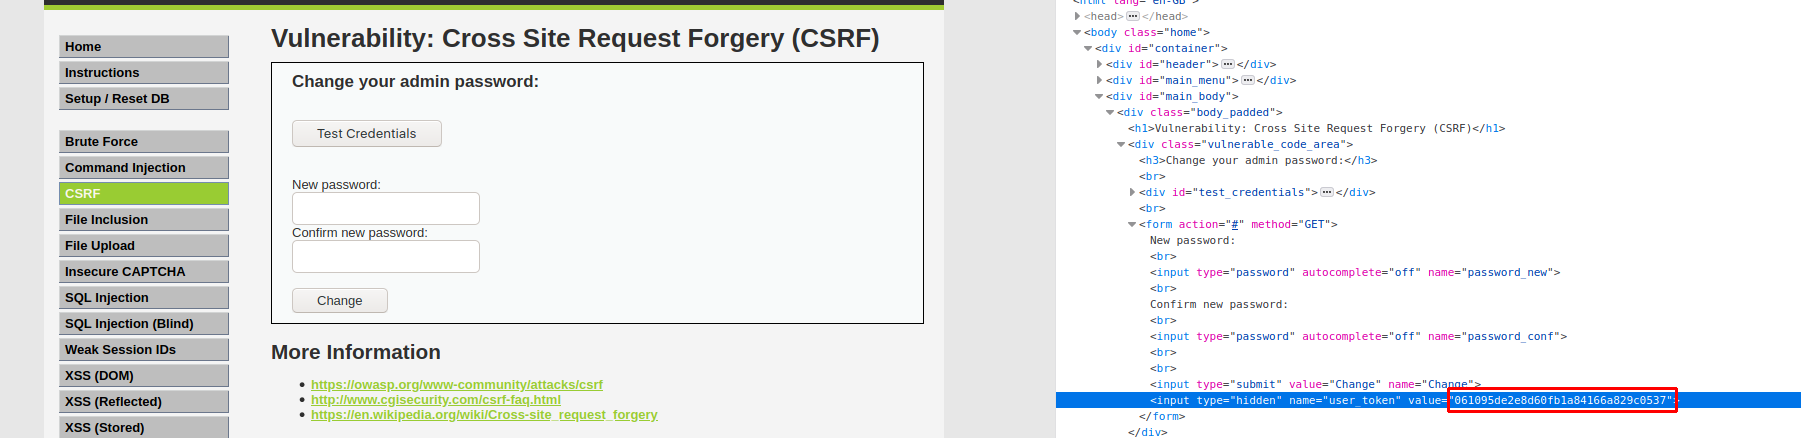 Home
Instructions
Setup / Reset DB
Brute Force
Command Injection
CSRF
File Inclusion
File Upload
Insecure CAPTCHA
SQL Injection
SQL Injection (Blind)
Weak Session IDs
XSS (DOM)
XSS (Reflected)
XSS (Stored)
Vulnerability: Cross Site Request Forgery (CSRF)
Change your admin password:
Test Credentials
New password:
Confirm new password:
Change
More Information
https://owasp.org/www-community/attacks/csrf
http://www.cgisecurity.com/csrf-faq.html
https://en.wikipedia.org/wiki/Cross-site_request_forgery
<html lang="en-GB">
<head>•••</head>
<body class="home">
<div id="container">
<div id="header">•••</div>
<div id="main_menu">•••</div>
<div id="main_body">
<div class="body_padded">
<h1>Vulnerability: Cross Site Request Forgery (CSRF)</h1>
<div class="vulnerable_code_area">
<h3>Change your admin password:</h3>
<br>
<div id="test_credentials">•••</div>
<br>
<form action="#" method="GET">
New password:
<br>
<input type="password" autocomplete="off" name="password_new">
<br>
Confirm new password:
<br>
<input type="password" autocomplete="off" name="password_conf">
<br>
<br>
<input type="submit" value="Change" name="Change">
<input type="hidden" name="user_token" value="061095de2e8d60fb1a84166a829c0537">
</form>
</div>